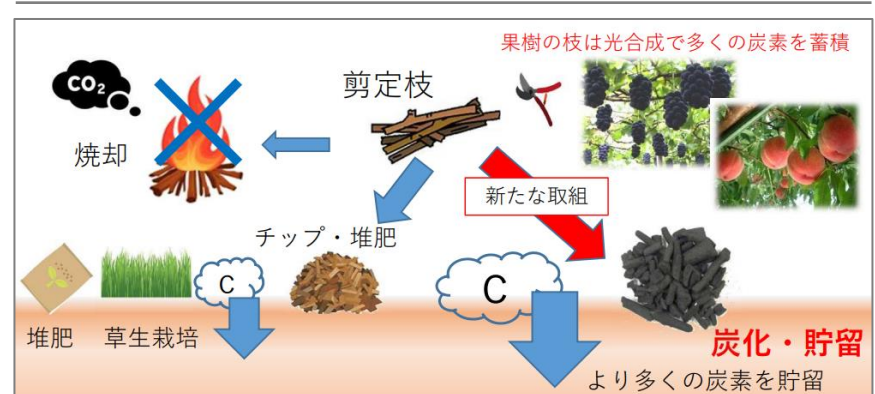 果樹の枝は光合成で多くの炭素を蓄積
CO₂
剪定枝
焼却
新たな取組
チップ・堆肥
C
C
堆肥
草生栽培
炭化・貯留
より多くの炭素を貯留